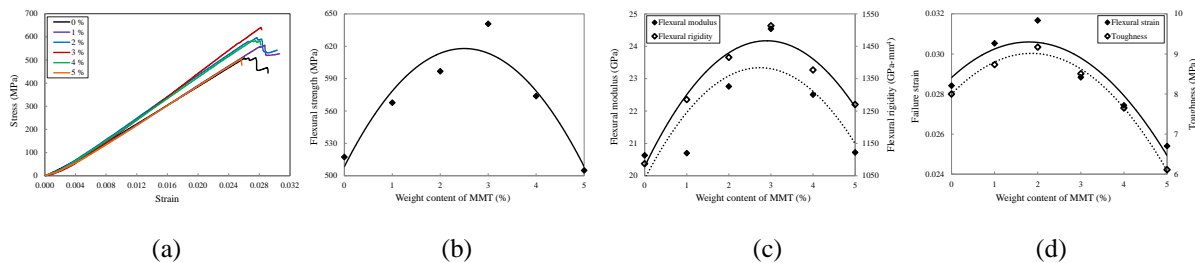 700
600
500
400
300
200
100
0
0 %
1 %
2 %
3 %
4 %
5 %
Stress (MPa)
0.000 0.004 0.008 0.012 0.016 0.020 0.024 0.028 0.032
Strain
(a)
650
620
590
560
530
500
Flexural strength (MPa)
0 1 2 3 4 5
Weight content of MMT (%)
(b)
25
24
23
22
21
20
Flexural modulus (GPa)
Flexural modulus
Flexural rigidity
1550
1450
1350
1250
1150
1050
Flexural rigidity (GPa·mm⁴)
0 1 2 3 4 5
Weight content of MMT (%)
(c)
0.032
0.030
0.028
0.026
0.024
Failure strain
Flexural strain
Toughness
10
9
8
7
6
Toughness (MPa)
0 1 2 3 4 5
Weight content of MMT (%)
(d)